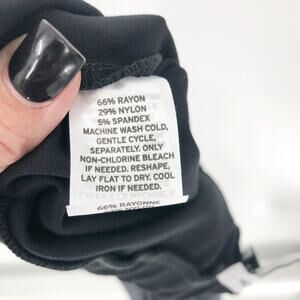 66% RAYON
29% NYLON
5% SPANDEX
MACHINE WASH COLD,
GENTLE CYCLE,
SEPARATELY. ONLY
NON-CHLORINE BLEACH
IF NEEDED. RESHAPE,
LAY FLAT TO DRY. COOL
IRON IF NEEDED.
66% RAYONNE